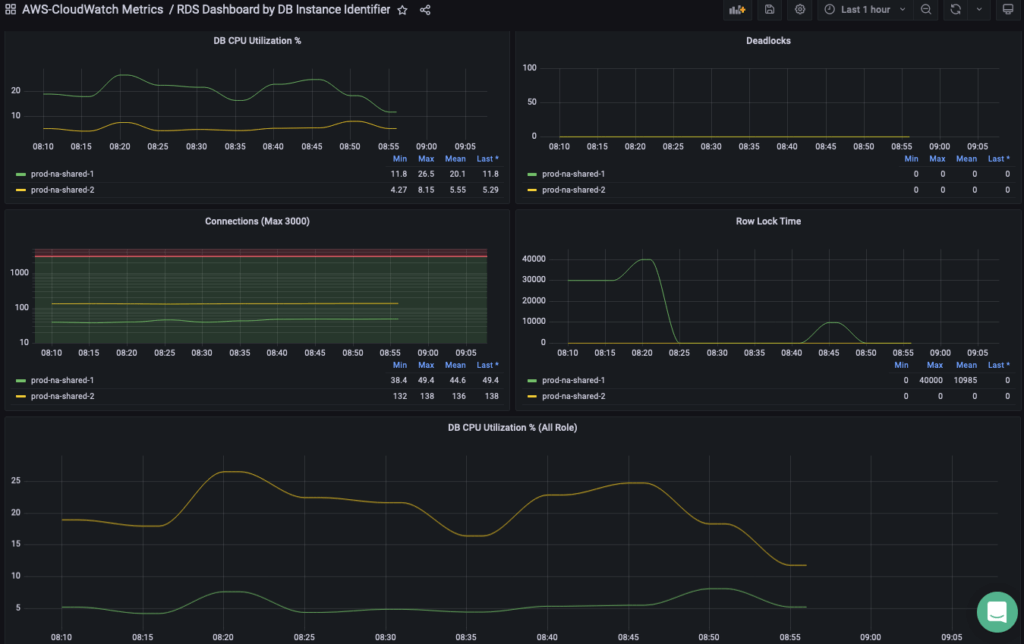 AWS-CloudWatch Metrics / RDS Dashboard by DB Instance Identifier
Last 1 hour
DB CPU Utilization %
20
10
08:10 08:15 08:20 08:25 08:30 08:35 08:40 08:45 08:50 08:55 09:00 09:05
Min Max Mean Last *
prod-na-shared-1 11.8 26.5 20.1 11.8
prod-na-shared-2 4.27 8.15 5.55 5.29
Deadlocks
100
50
0
08:10 08:15 08:20 08:25 08:30 08:35 08:40 08:45 08:50 08:55 09:00 09:05
Min Max Mean Last *
prod-na-shared-1 0 0 0 0
prod-na-shared-2 0 0 0 0
Connections (Max 3000)
1000
100
10
08:10 08:15 08:20 08:25 08:30 08:35 08:40 08:45 08:50 08:55 09:00 09:05
Min Max Mean Last *
prod-na-shared-1 38.4 49.4 44.6 49.4
prod-na-shared-2 132 138 136 138
Row Lock Time
40000
30000
20000
10000
0
08:10 08:15 08:20 08:25 08:30 08:35 08:40 08:45 08:50 08:55 09:00 09:05
Min Max Mean Last *
prod-na-shared-1 0 40000 10985 0
prod-na-shared-2 0 0 0 0
DB CPU Utilization % (All Role)
25
20
15
10
5
08:10 08:15 08:20 08:25 08:30 08:35 08:40 08:45 08:50 08:55 09:00 09:05